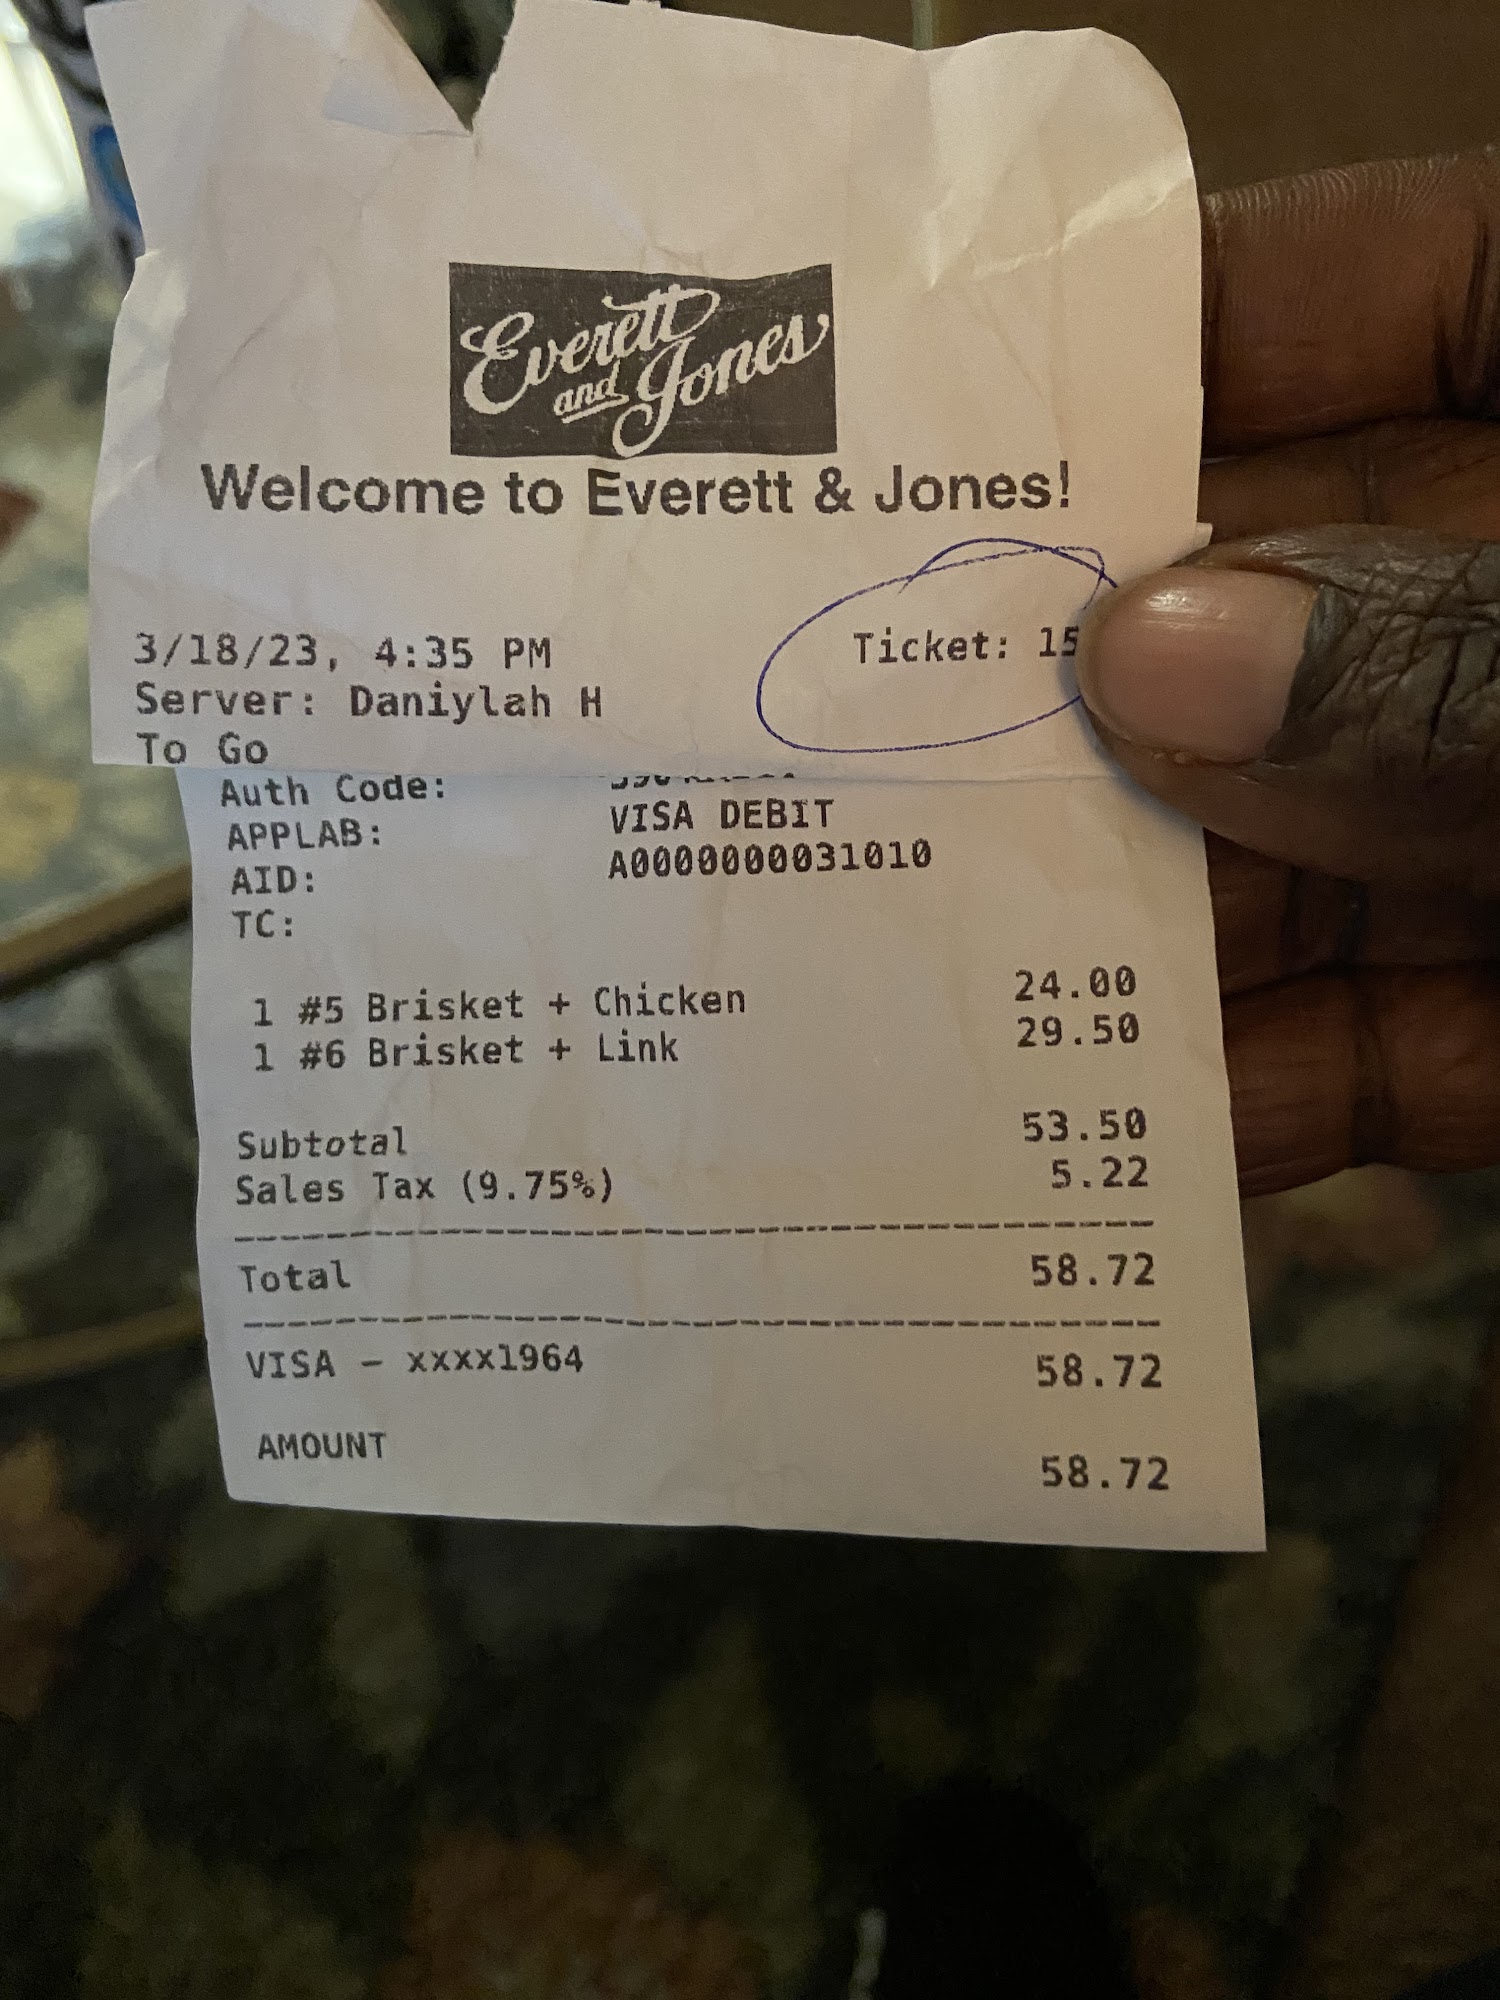 Everett
and Jones
Welcome to Everett & Jones!
3/18/23, 4:35 PM Ticket: 15
Server: Daniylah H
To Go
Auth Code:
APPLAB: VISA DEBIT
AID: A0000000031010
TC:
1 #5 Brisket + Chicken 24.00
1 #6 Brisket + Link 29.50
Subtotal 53.50
Sales Tax (9.75%) 5.22
Total 58.72
VISA - xxxx1964 58.72
AMOUNT 58.72